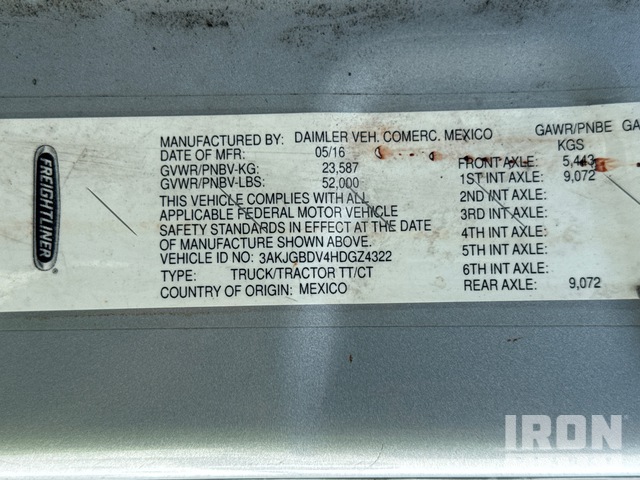 FREIGHTLINER
MANUFACTURED BY: DAIMLER VEH. COMERC. MEXICO
DATE OF MFR: 05/16
GVWR/PNBV-KG: 23,587
GVWR/PNBV-LBS: 52,000
THIS VEHICLE COMPLIES WITH ALL
APPLICABLE FEDERAL MOTOR VEHICLE
SAFETY STANDARDS IN EFFECT AT THE DATE
OF MANUFACTURE SHOWN ABOVE.
VEHICLE ID NO: 3AKJGBDV4HDGZ4322
TYPE: TRUCK/TRACTOR TT/CT
COUNTRY OF ORIGIN: MEXICO
GAWR/PNBE GA
KGS
FRONT AXLE: 5,443
1ST INT AXLE: 9,072
2ND INT AXLE:
3RD INT AXLE:
4TH INT AXLE:
5TH INT AXLE:
6TH INT AXLE:
REAR AXLE: 9,072
IRON